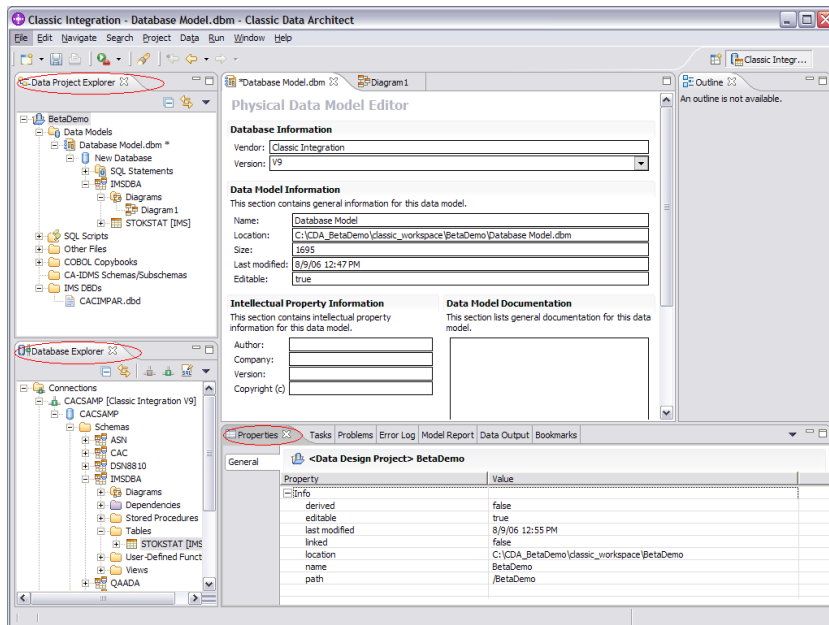 Classic Integration - Database Model.dbm - Classic Data Architect
File Edit Navigate Search Project Data Run Window Help
Classic Integr...
Data Project Explorer
BetaDemo
Data Models
Database Model.dbm *
New Database
SQL Statements
IMSDBA
Diagrams
Diagram1
STOKSTAT [IMS]
SQL Scripts
Other Files
COBOL Copybooks
CA-IDMS Schemas/Subschemas
IMS DBDs
CACIMPAR.dbd
Database Explorer
SQL
Connections
CACSAMP [Classic Integration V9]
CACSAMP
Schemas
ASN
CAC
DSN8810
IMSDBA
Diagrams
Dependencies
Stored Procedures
Tables
STOKSTAT [IMS
User-Defined Funct
Views
QAADA
*Database Model.dbm Diagram1
Physical Data Model Editor
Database Information
Vendor: Classic Integration
Version: V9
Data Model Information
This section contains general information for this data model.
Name: Database Model
Location: C:\CDA_BetaDemo\classic_workspace\BetaDemo\Database Model.dbm
Size: 1695
Last modified: 8/9/06 12:47 PM
Editable: true
Intellectual Property Information
This section contains intellectual property
information for this data model.
Author:
Company:
Version:
Copyright (c)
Data Model Documentation
This section lists general documentation for this data
model.
Outline
An outline is not available.
Properties Tasks Problems Error Log Model Report Data Output Bookmarks
General
<Data Design Project> BetaDemo
Property Value
Info
derived false
editable true
last modified 8/9/06 12:55 PM
linked false
location C:\CDA_BetaDemo\classic_workspace\BetaDemo
name BetaDemo
path /BetaDemo